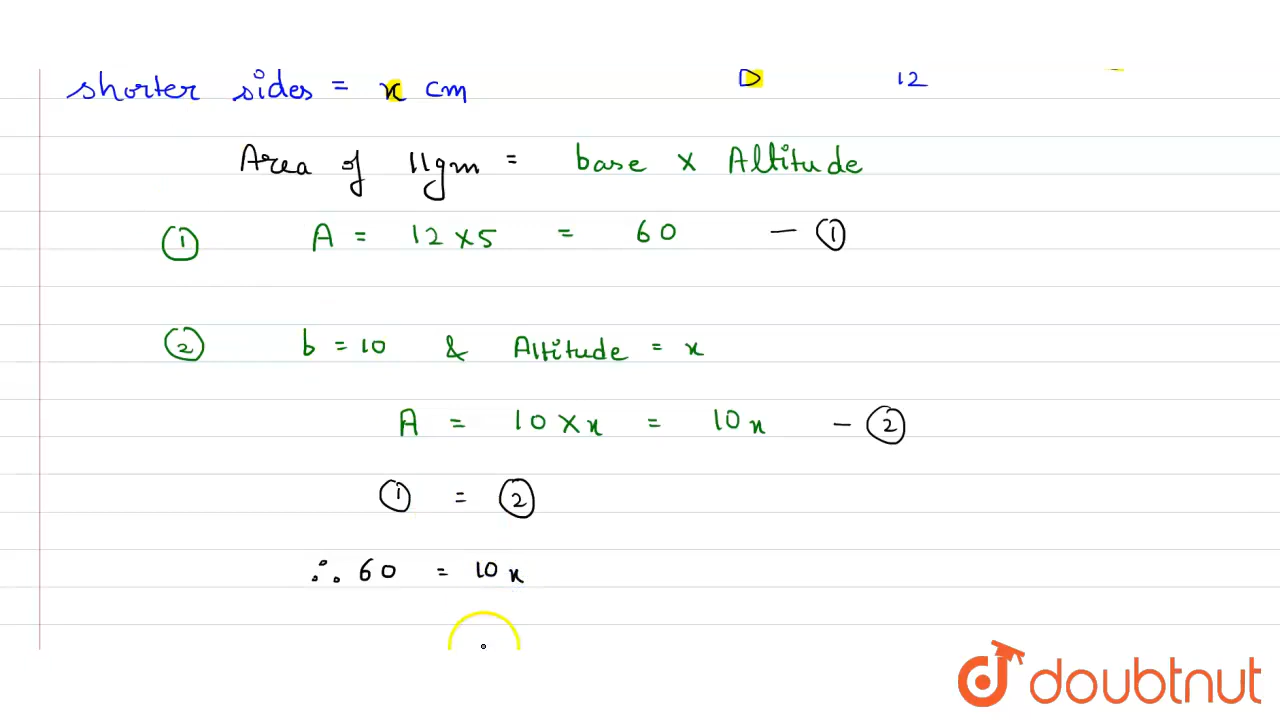 D 12
shorter sides = x cm
Area of llgm = base × Altitude
① A = 12 × 5 = 60 — ①
② b = 10 & Altitude = x
A = 10 × x = 10x — ②
① = ②
∴ 60 = 10x
doubtnut